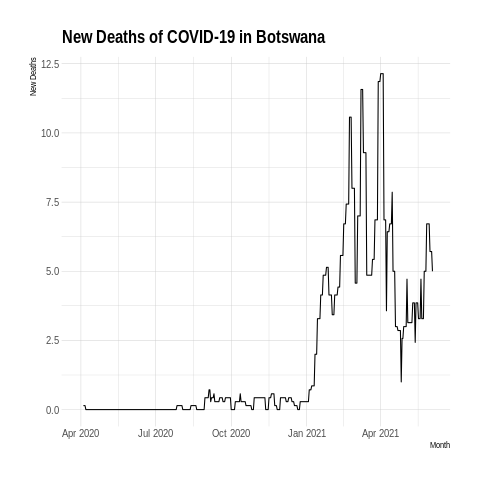 New Deaths of COVID-19 in Botswana
New Deaths
12.5
10.0
7.5
5.0
2.5
0.0
Apr 2020 Jul 2020 Oct 2020 Jan 2021 Apr 2021
Month